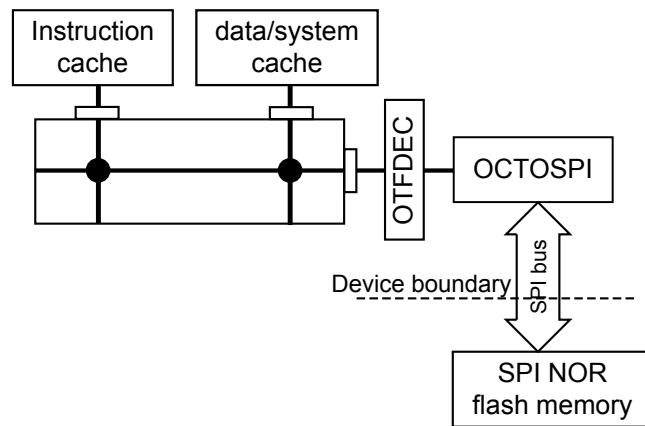 Instruction
cache
data/system
cache
OTFDEC
OCTOSPI
Device boundary
SPI bus
SPI NOR
flash memory